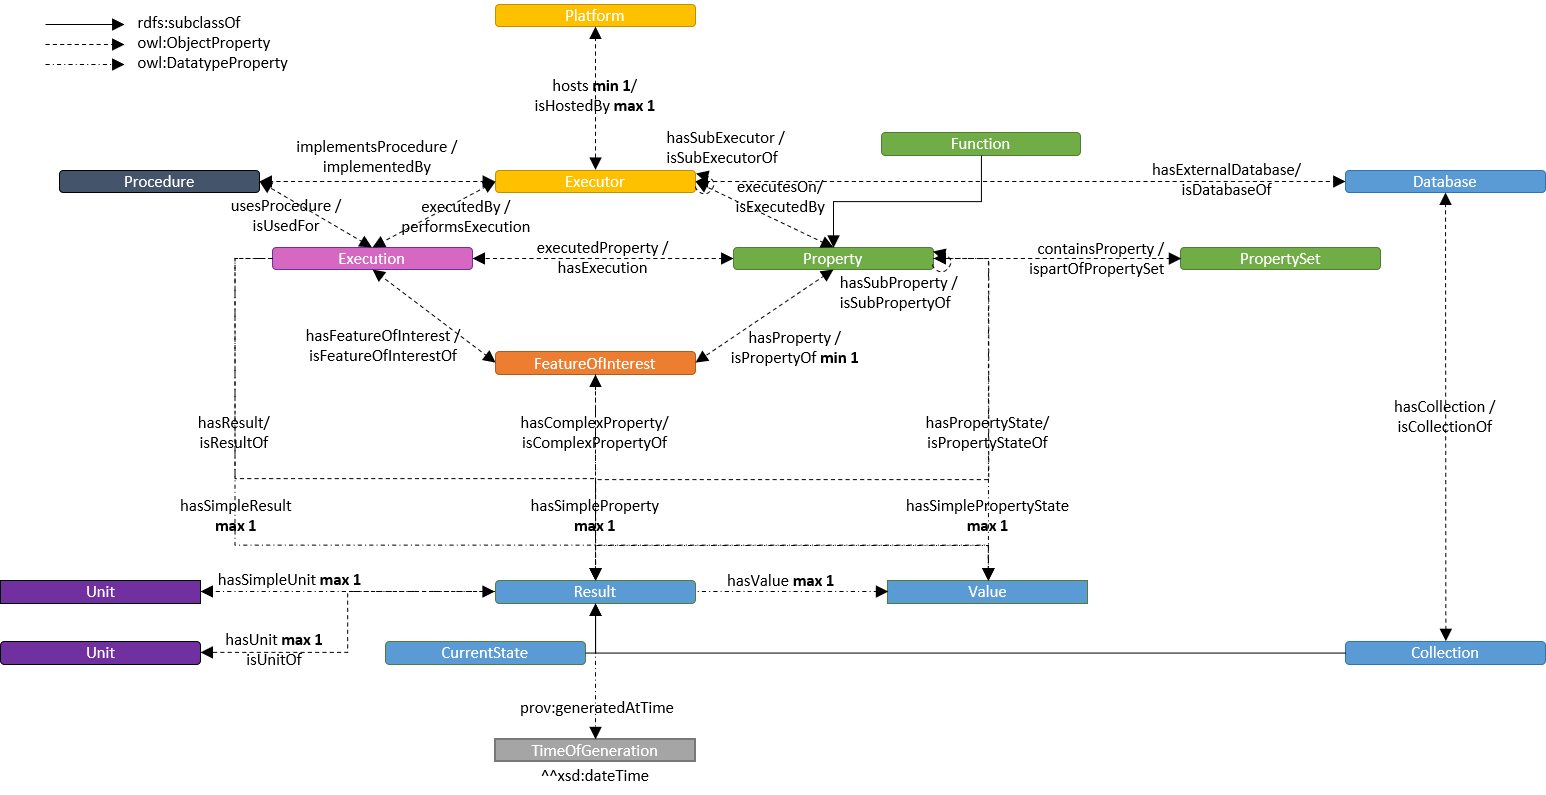 rdfs:subclassOf
owl:ObjectProperty
owl:DatatypeProperty
Platform
hosts min 1/
isHostedBy max 1
hasSubExecutor /
isSubExecutorOf
Function
implementsProcedure /
implementedBy
hasExternalDatabase/
isDatabaseOf
Procedure
Executor
Database
executesOn/
isExecutedBy
usesProcedure /
isUsedFor
executedBy /
performsExecution
executedProperty /
hasExecution
containsProperty /
ispartOfPropertySet
Execution
Property
PropertySet
hasSubProperty /
isSubPropertyOf
hasFeatureOfInterest /
isFeatureOfInterestOf
hasProperty /
isPropertyOf min 1
FeatureOfInterest
hasCollection /
isCollectionOf
hasResult/
isResultOf
hasComplexProperty/
isComplexPropertyOf
hasPropertyState/
isPropertyStateOf
hasSimpleResult
max 1
hasSimpleProperty
max 1
hasSimplePropertyState
max 1
hasSimpleUnit max 1
hasValue max 1
Unit
Result
Value
hasUnit max 1
isUnitOf
Unit
CurrentState
Collection
prov:generatedAtTime
TimeOfGeneration
^^xsd:dateTime